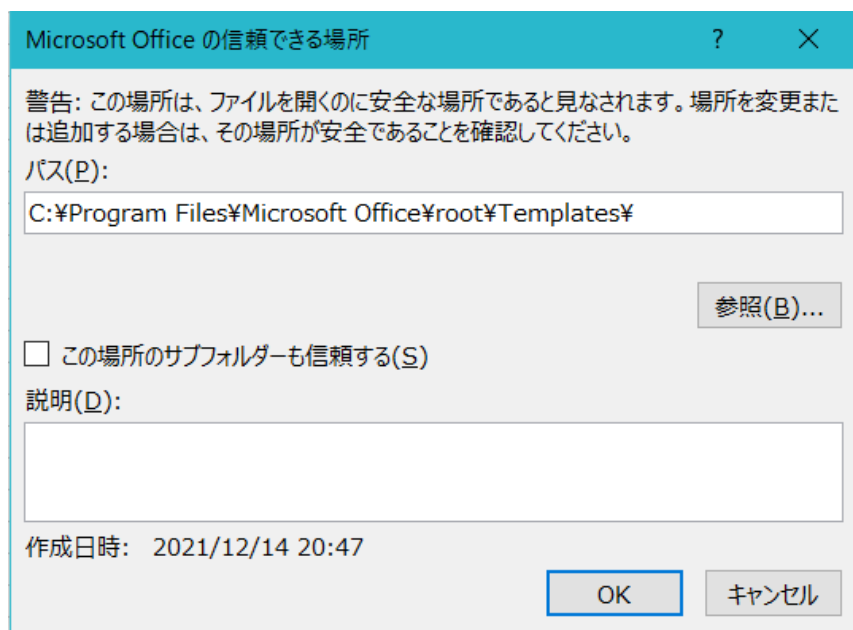 Microsoft Office の信頼できる場所
警告: この場所は、ファイルを開くのに安全な場所であると見なされます。場所を変更また
は追加する場合は、その場所が安全であることを確認してください。
パス(P):
C:¥Program Files¥Microsoft Office¥root¥Templates¥
参照(B)...
この場所のサブフォルダーも信頼する(S)
説明(D):
作成日時: 2021/12/14 20:47
OK キャンセル